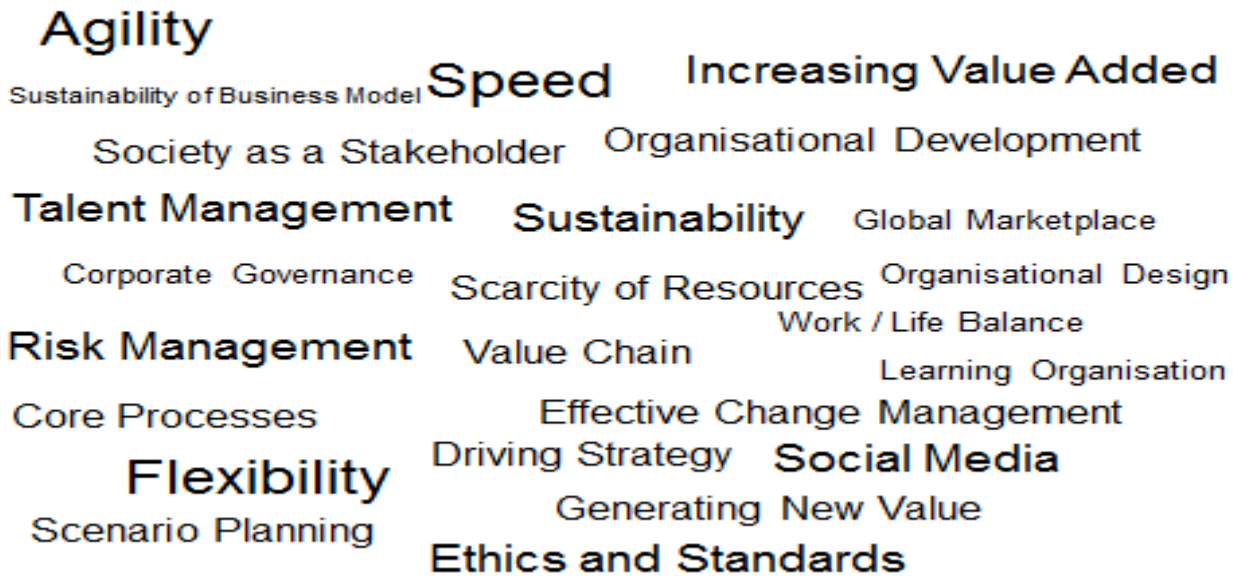 Agility
Speed
Increasing Value Added
Sustainability of Business Model
Society as a Stakeholder
Organisational Development
Talent Management
Sustainability
Global Marketplace
Corporate Governance
Scarcity of Resources
Organisational Design
Work / Life Balance
Risk Management
Value Chain
Learning Organisation
Core Processes
Effective Change Management
Driving Strategy
Social Media
Flexibility
Generating New Value
Scenario Planning
Ethics and Standards